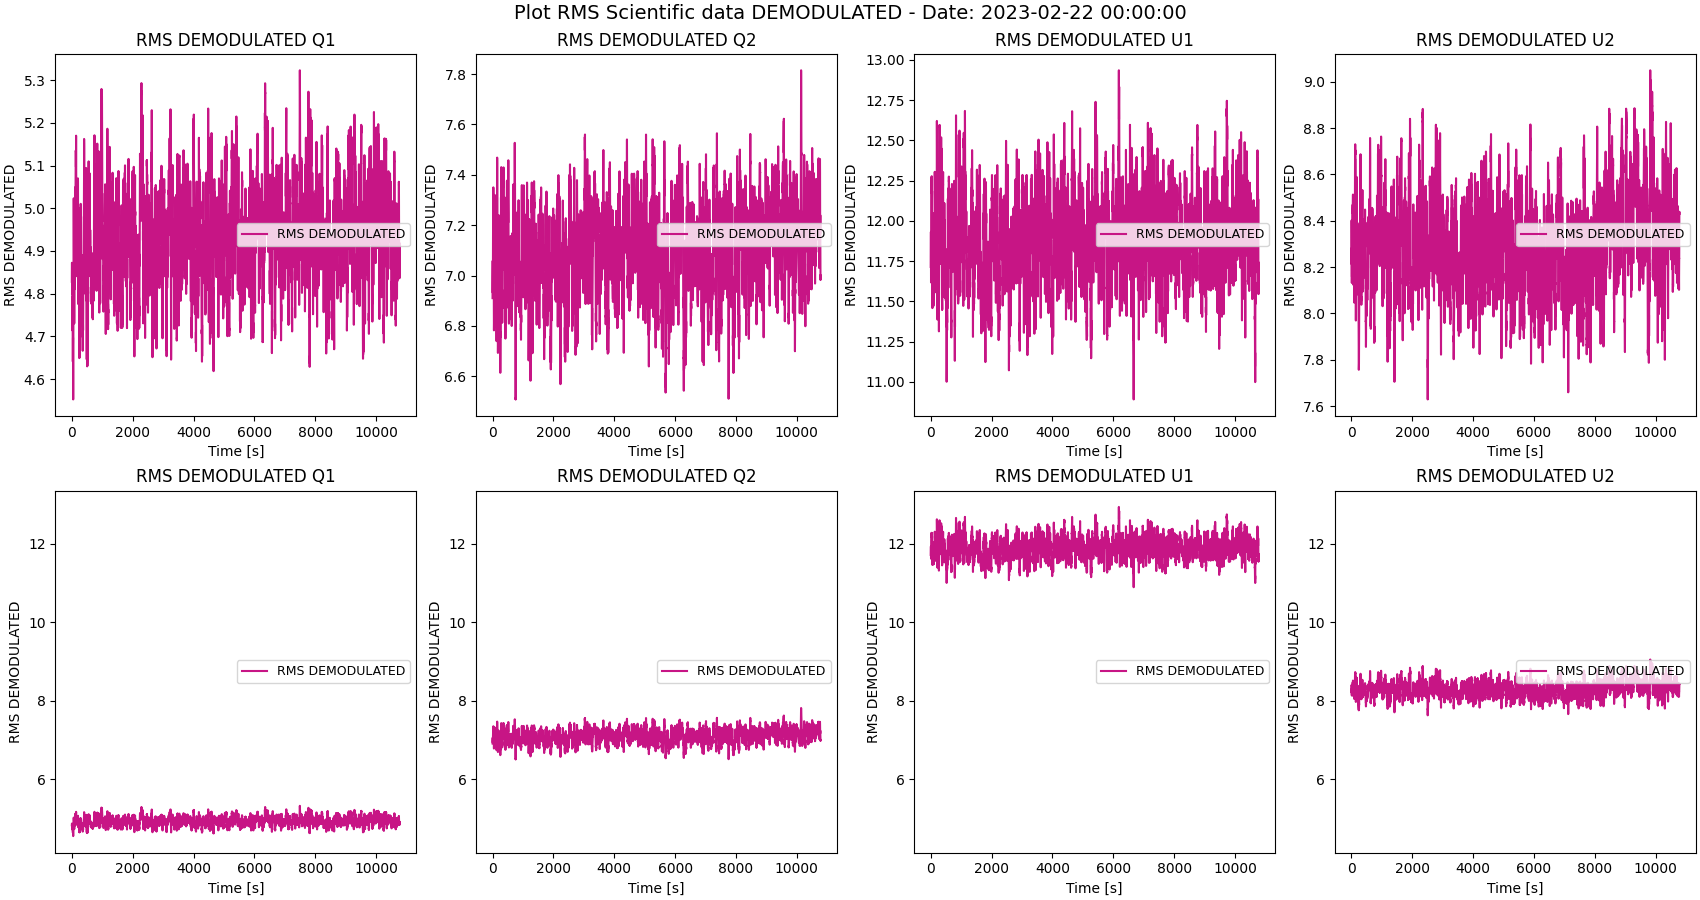 Plot RMS Scientific data DEMODULATED - Date: 2023-02-22 00:00:00
RMS DEMODULATED Q1
RMS DEMODULATED
5.3
5.2
5.1
5.0
4.9
4.8
4.7
4.6
RMS DEMODULATED
0 2000 4000 6000 8000 10000
Time [s]
RMS DEMODULATED Q2
RMS DEMODULATED
7.8
7.6
7.4
7.2
7.0
6.8
6.6
RMS DEMODULATED
0 2000 4000 6000 8000 10000
Time [s]
RMS DEMODULATED U1
RMS DEMODULATED
13.00
12.75
12.50
12.25
12.00
11.75
11.50
11.25
11.00
RMS DEMODULATED
0 2000 4000 6000 8000 10000
Time [s]
RMS DEMODULATED U2
RMS DEMODULATED
9.0
8.8
8.6
8.4
8.2
8.0
7.8
7.6
RMS DEMODULATED
0 2000 4000 6000 8000 10000
Time [s]
RMS DEMODULATED Q1
RMS DEMODULATED
12
10
8
6
RMS DEMODULATED
0 2000 4000 6000 8000 10000
Time [s]
RMS DEMODULATED Q2
RMS DEMODULATED
12
10
8
6
RMS DEMODULATED
0 2000 4000 6000 8000 10000
Time [s]
RMS DEMODULATED U1
RMS DEMODULATED
12
10
8
6
RMS DEMODULATED
0 2000 4000 6000 8000 10000
Time [s]
RMS DEMODULATED U2
RMS DEMODULATED
12
10
8
6
RMS DEMODULATED
0 2000 4000 6000 8000 10000
Time [s]